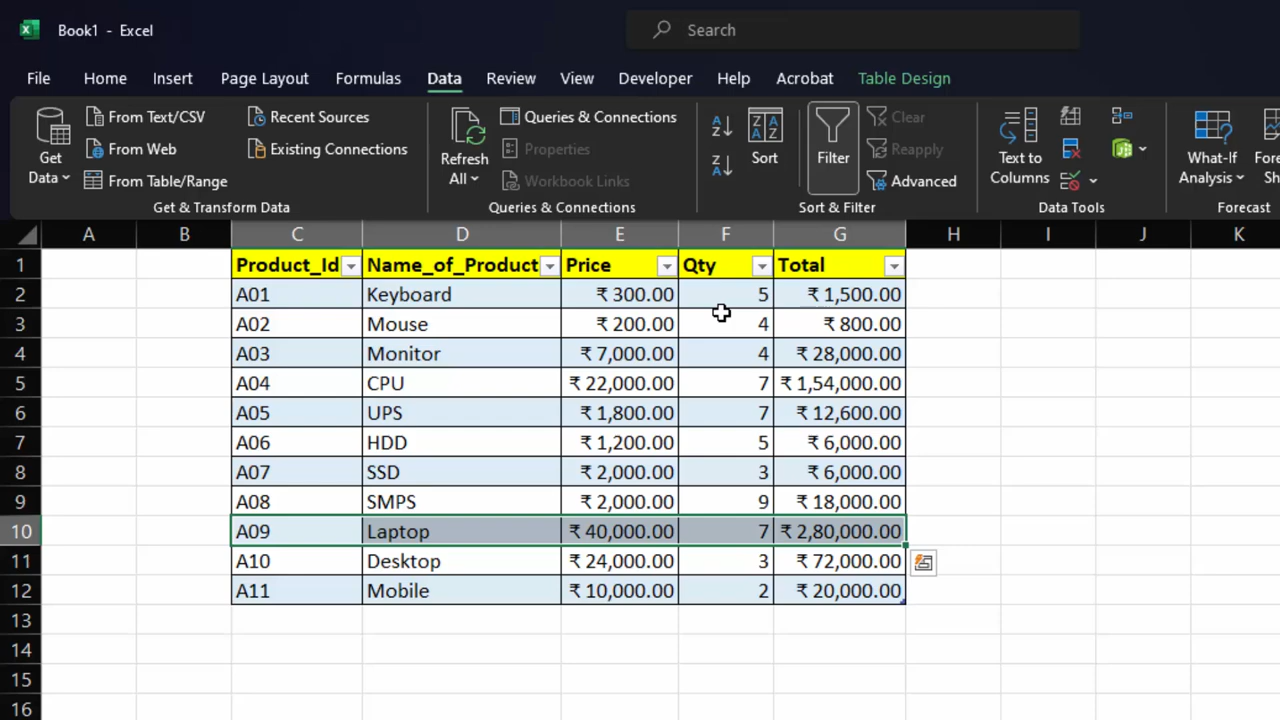 Book1 - Excel
Search
File Home Insert Page Layout Formulas Data Review View Developer Help Acrobat Table Design
Get Data
From Text/CSV
From Web
From Table/Range
Recent Sources
Existing Connections
Get & Transform Data
Refresh All
Queries & Connections
Properties
Workbook Links
Queries & Connections
Sort
Filter
Clear
Reapply
Advanced
Sort & Filter
Text to Columns
Data Tools
What-If Analysis
Forecast
A B C D E F G H I J K
1 Product_Id Name_of_Product Price Qty Total
2 A01 Keyboard ₹ 300.00 5 ₹ 1,500.00
3 A02 Mouse ₹ 200.00 4 ₹ 800.00
4 A03 Monitor ₹ 7,000.00 4 ₹ 28,000.00
5 A04 CPU ₹ 22,000.00 7 ₹ 1,54,000.00
6 A05 UPS ₹ 1,800.00 7 ₹ 12,600.00
7 A06 HDD ₹ 1,200.00 5 ₹ 6,000.00
8 A07 SSD ₹ 2,000.00 3 ₹ 6,000.00
9 A08 SMPS ₹ 2,000.00 9 ₹ 18,000.00
10 A09 Laptop ₹ 40,000.00 7 ₹ 2,80,000.00
11 A10 Desktop ₹ 24,000.00 3 ₹ 72,000.00
12 A11 Mobile ₹ 10,000.00 2 ₹ 20,000.00
13
14
15
16